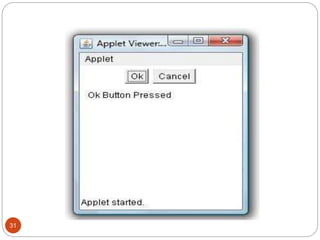 Applet Viewer:...
Applet
Ok Cancel
Ok Button Pressed
Applet started.
31